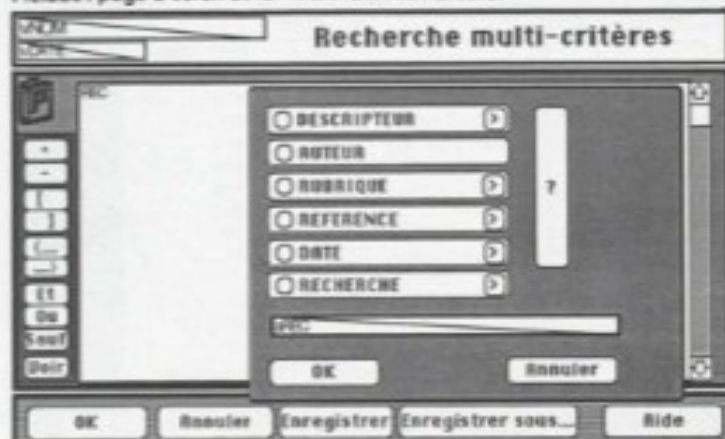 Recherche multi-critères
+
-
[
]
(...
...)
Et
Ou
Sauf
Voir
DESCRIPTEUR >
AUTEUR
RUBRIQUE >
REFERENCE >
DATE >
RECHERCHE >
?
OK Annuler
OK Annuler Enregistrer Enregistrer sous... Aide